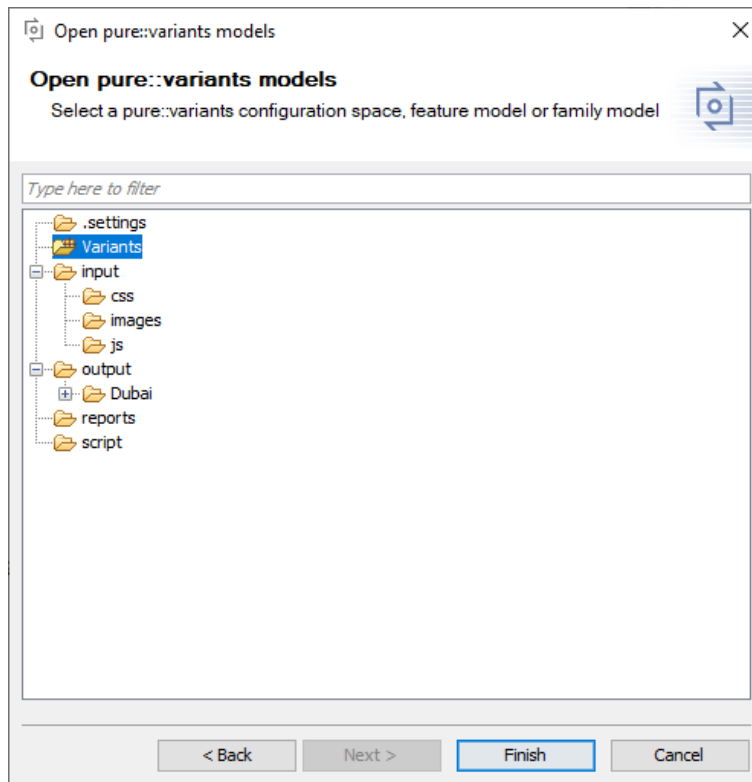 Open pure::variants models
Open pure::variants models
Select a pure::variants configuration space, feature model or family model
Type here to filter
.settings
Variants
input
css
images
js
output
Dubai
reports
script
< Back Next > Finish Cancel